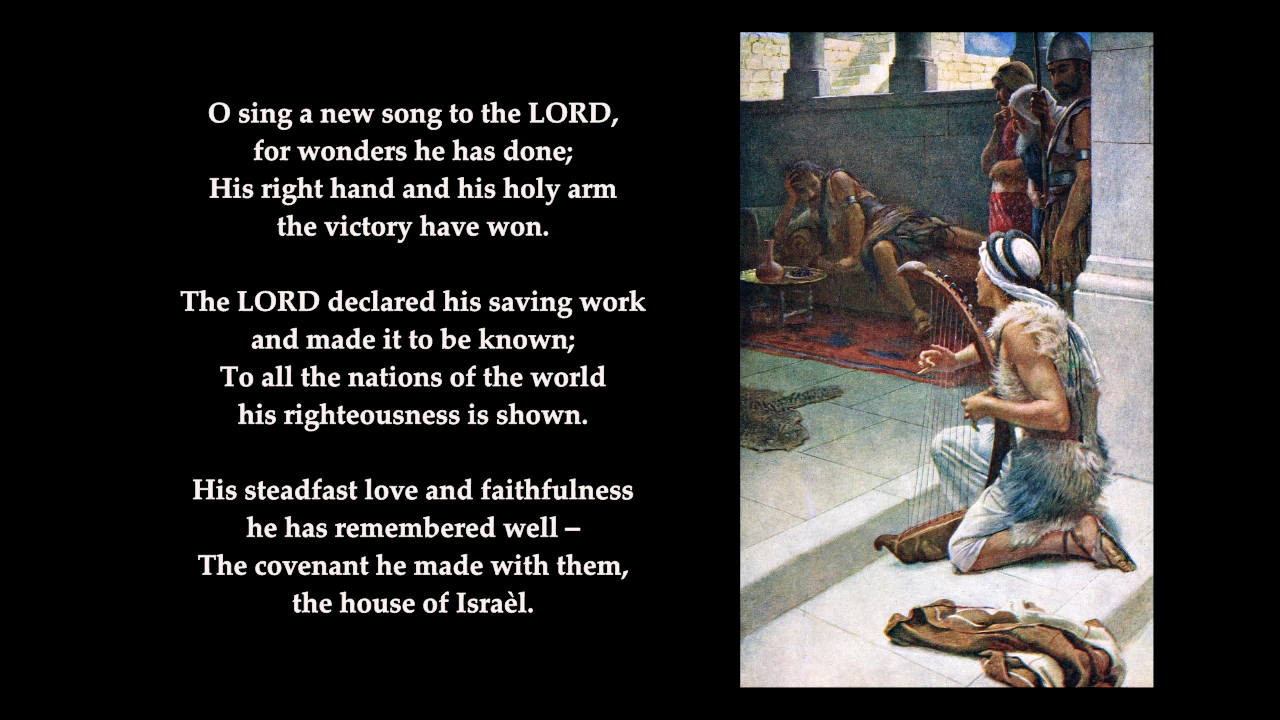 O sing a new song to the LORD,
for wonders he has done;
His right hand and his holy arm
the victory have won.
The LORD declared his saving work
and made it to be known;
To all the nations of the world
his righteousness is shown.
His steadfast love and faithfulness
he has remembered well –
The covenant he made with them,
the house of Israèl.